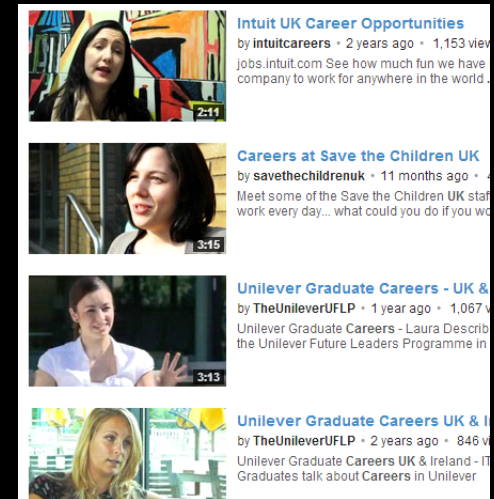 Intuit UK Career Opportunities
by intuitcareers • 2 years ago • 1,153 view
jobs.intuit.com See how much fun we have
company to work for anywhere in the world .
2:11
Careers at Save the Children UK
by savethechildrenuk • 11 months ago •
Meet some of the Save the Children UK staf
work every day... what could you do if you wo
3:15
Unilever Graduate Careers - UK &
by TheUnileverUFLP • 1 year ago • 1,067 v
Unilever Graduate Careers - Laura Describ
the Unilever Future Leaders Programme in
3:13
Unilever Graduate Careers UK & I
by TheUnileverUFLP • 2 years ago • 846 vi
Unilever Graduate Careers UK & Ireland - IT
Graduates talk about Careers in Unilever